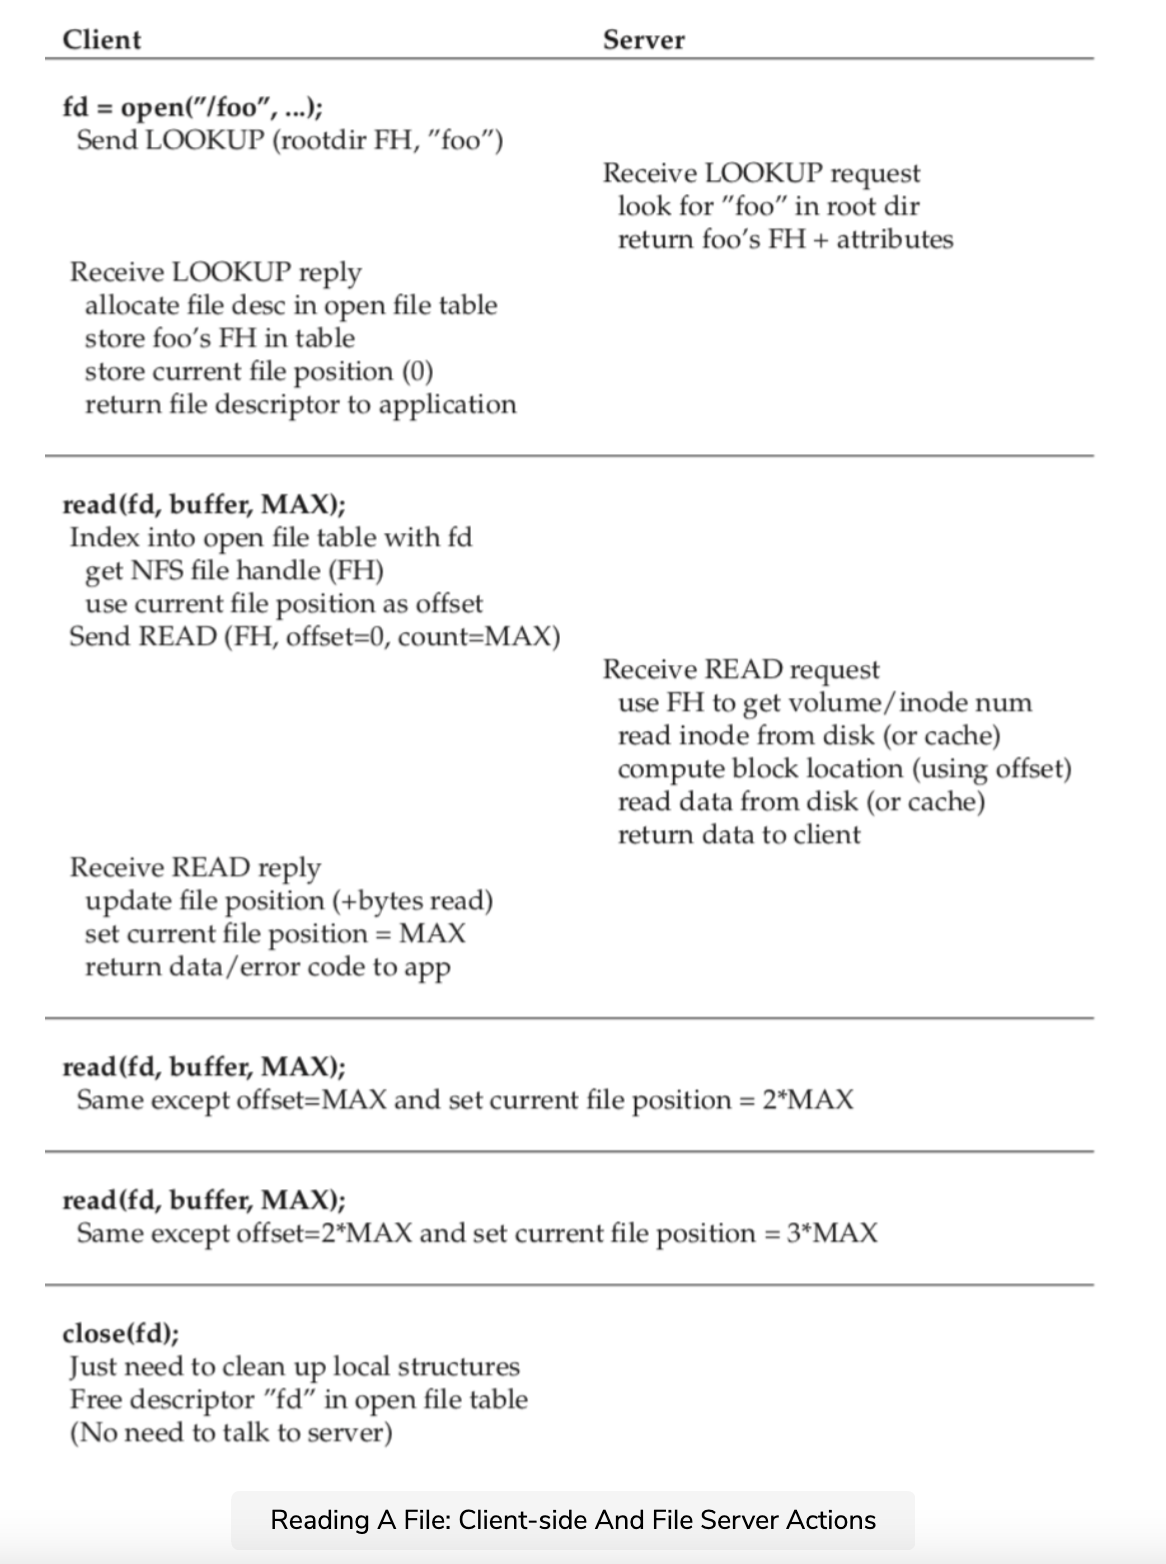 Client Server
fd = open("/foo", ...);
Send LOOKUP (rootdir FH, "foo")
Receive LOOKUP request
look for "foo" in root dir
return foo's FH + attributes
Receive LOOKUP reply
allocate file desc in open file table
store foo's FH in table
store current file position (0)
return file descriptor to application
read(fd, buffer, MAX);
Index into open file table with fd
get NFS file handle (FH)
use current file position as offset
Send READ (FH, offset=0, count=MAX)
Receive READ request
use FH to get volume/inode num
read inode from disk (or cache)
compute block location (using offset)
read data from disk (or cache)
return data to client
Receive READ reply
update file position (+bytes read)
set current file position = MAX
return data/error code to app
read(fd, buffer, MAX);
Same except offset=MAX and set current file position = 2*MAX
read(fd, buffer, MAX);
Same except offset=2*MAX and set current file position = 3*MAX
close(fd);
Just need to clean up local structures
Free descriptor "fd" in open file table
(No need to talk to server)
Reading A File: Client-side And File Server Actions